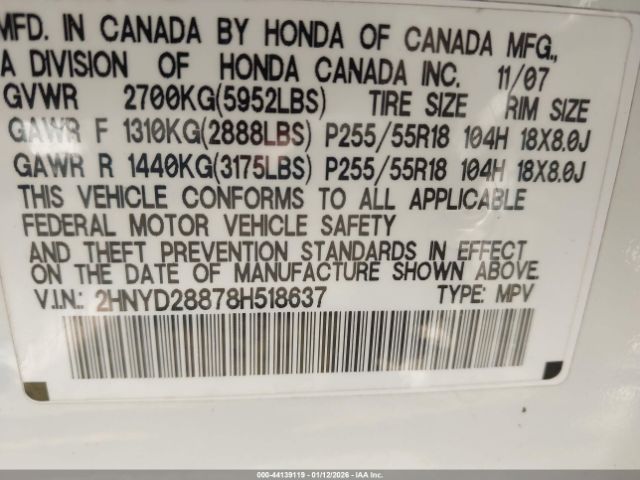 MFD. IN CANADA BY HONDA OF CANADA MFG.,
A DIVISION OF HONDA CANADA INC. 11/07
GVWR 2700KG(5952LBS) TIRE SIZE RIM SIZE
GAWR F 1310KG(2888LBS) P255/55R18 104H 18X8.0J
GAWR R 1440KG(3175LBS) P255/55R18 104H 18X8.0J
THIS VEHICLE CONFORMS TO ALL APPLICABLE
FEDERAL MOTOR VEHICLE SAFETY
AND THEFT PREVENTION STANDARDS IN EFFECT
ON THE DATE OF MANUFACTURE SHOWN ABOVE.
V.I.N.: 2HNYD28878H518637 TYPE: MPV
000-44139119 - 01/12/2026 - IAA Inc.